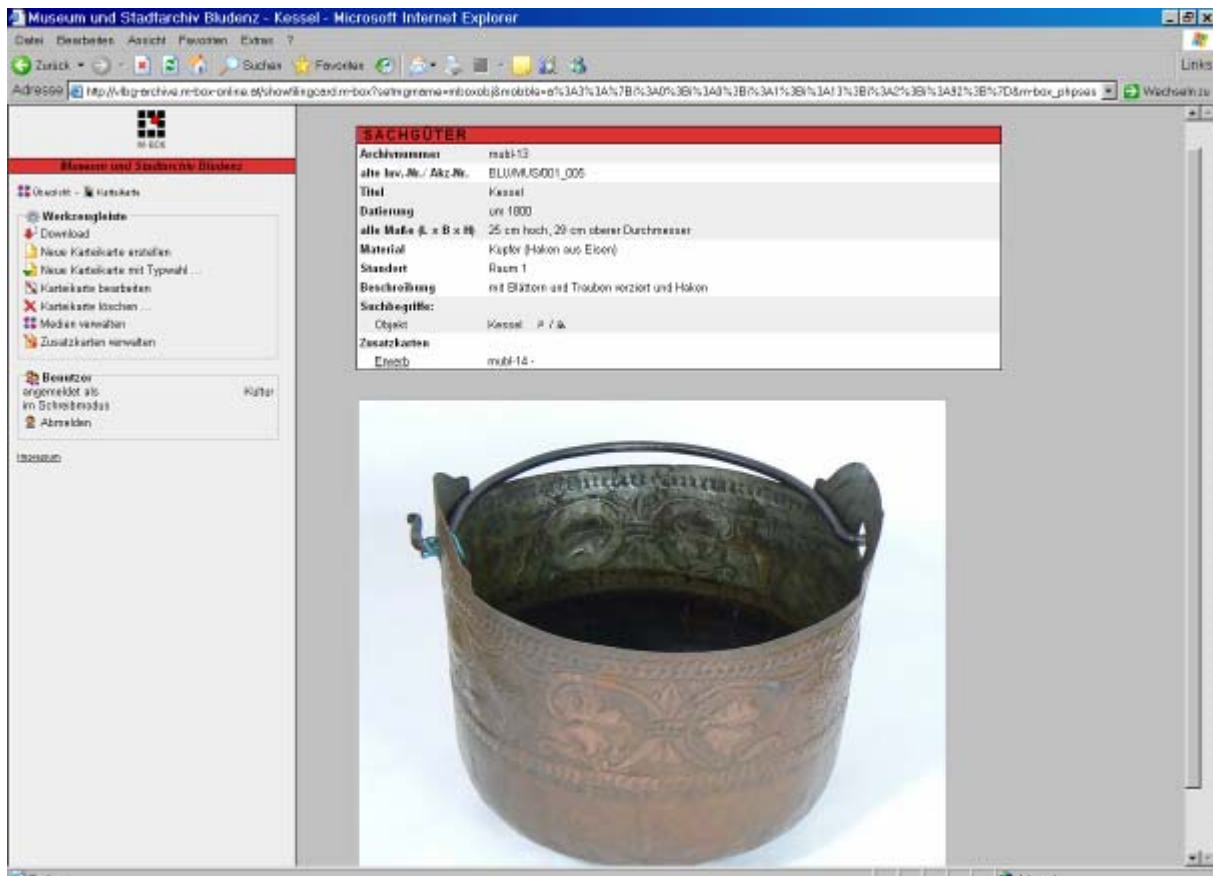 Museum und Stadtarchiv Bludenz - Kessel - Microsoft Internet Explorer
Datei Bearbeiten Ansicht Favoriten Extras ?
Zurück Suchen Favoriten Links
Adresse Wechseln zu
M-BOX
Museum und Stadtarchiv Bludenz
Übersicht - Karteikarte
Werkzeugleiste
Download
Neue Karteikarte erstellen
Neue Karteikarte mit Typwahl ...
Karteikarte bearbeiten
Karteikarte löschen ...
Medien verwalten
Zusatzkarten verwalten
Benutzer
angemeldet als Kultur
im Schreibmodus
Abmelden
Impressum
SACHGÜTER
Archivnummer mubl-13
alte Inv.-Nr./ Akz-Nr. BLU/MUS/001_005
Titel Kessel
Datierung um 1800
alle Maße (L x B x H) 25 cm hoch, 29 cm oberer Durchmesser
Material Kupfer (Haken aus Eisen)
Standort Raum 1
Beschreibung mit Blättern und Trauben verziert und Haken
Suchbegriffe:
Objekt Kessel
Zusatzkarten
Erwerb mubl-14 -